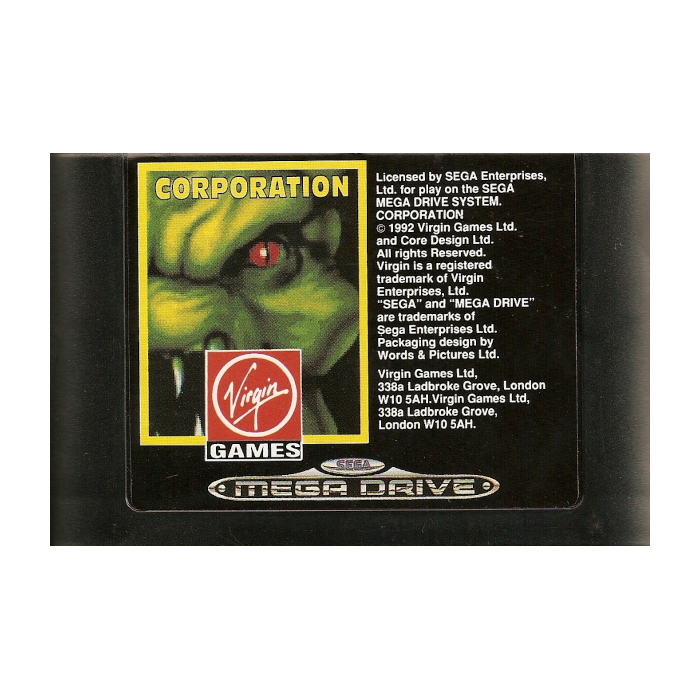 CORPORATION
Licensed by SEGA Enterprises,
Ltd. for play on the SEGA
MEGA DRIVE SYSTEM.
CORPORATION
© 1992 Virgin Games Ltd.
and Core Design Ltd.
All rights Reserved.
Virgin is a registered
trademark of Virgin
Enterprises, Ltd.
"SEGA" and "MEGA DRIVE"
are trademarks of
Sega Enterprises Ltd.
Packaging design by
Words & Pictures Ltd.
Virgin Games Ltd,
338a Ladbroke Grove, London
W10 5AH.Virgin Games Ltd,
338a Ladbroke Grove,
London W10 5AH.
Virgin
GAMES
SEGA
MEGA DRIVE